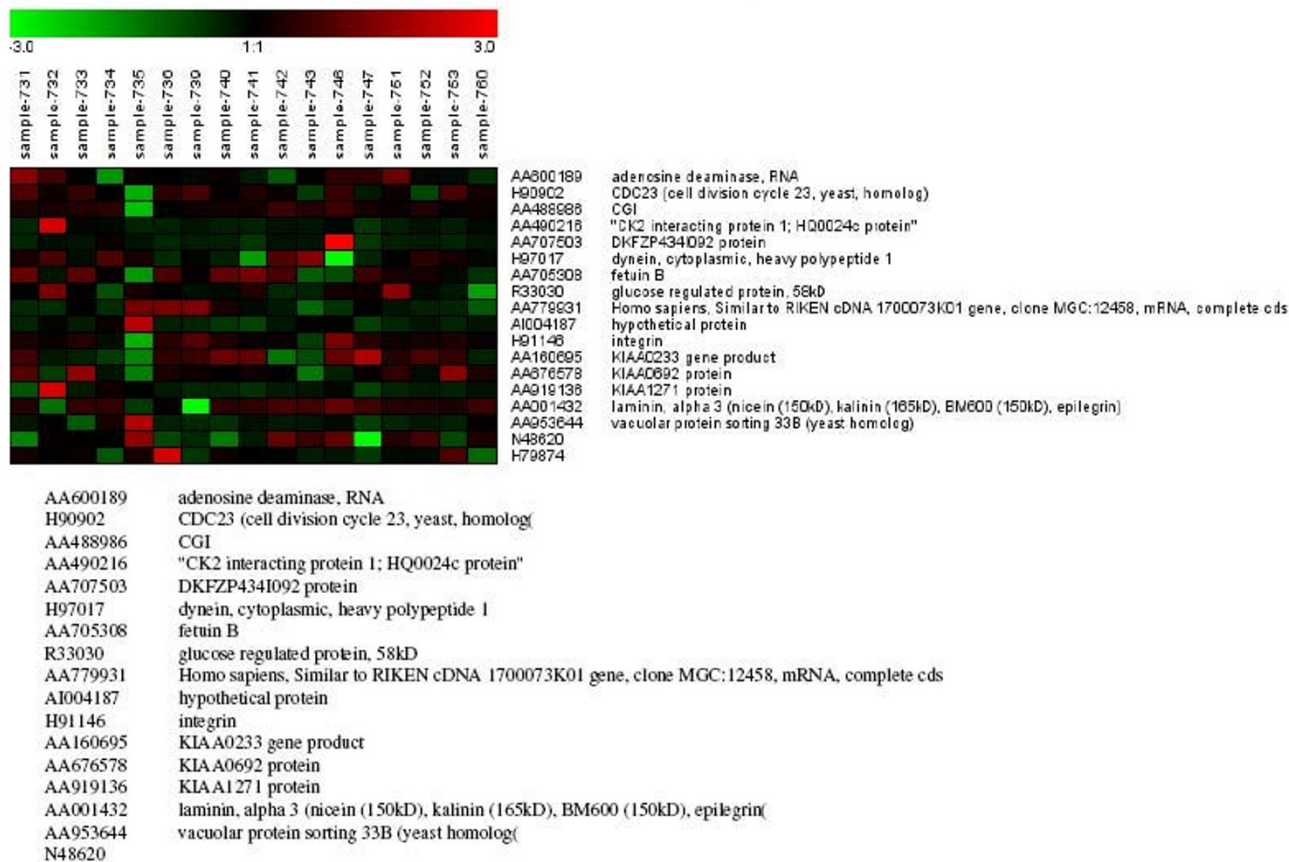 -3.0 1:1 3.0
sample-731 sample-732 sample-733 sample-734 sample-735 sample-736 sample-739 sample-740 sample-741 sample-742 sample-743 sample-746 sample-747 sample-751 sample-752 sample-753 sample-760
AA600189 adenosine deaminase, RNA
H90902 CDC23 (cell division cycle 23, yeast, homolog)
AA488986 CGI
AA490216 "CK2 interacting protein 1; HQ0024c protein"
AA707503 DKFZP434I092 protein
H97017 dynein, cytoplasmic, heavy polypeptide 1
AA705308 fetuin B
R33030 glucose regulated protein, 58kD
AA779931 Homo sapiens, Similar to RIKEN cDNA 1700073K01 gene, clone MGC:12458, mRNA, complete cds
AI004187 hypothetical protein
H91146 integrin
AA160695 KIAA0233 gene product
AA676578 KIAA0692 protein
AA919136 KIAA1271 protein
AA001432 laminin, alpha 3 (nicein (150kD), kalinin (165kD), BM600 (150kD), epilegrin)
AA953644 vacuolar protein sorting 33B (yeast homolog)
N48620
H79874
AA600189 adenosine deaminase, RNA
H90902 CDC23 (cell division cycle 23, yeast, homolog(
AA488986 CGI
AA490216 "CK2 interacting protein 1; HQ0024c protein"
AA707503 DKFZP434I092 protein
H97017 dynein, cytoplasmic, heavy polypeptide 1
AA705308 fetuin B
R33030 glucose regulated protein, 58kD
AA779931 Homo sapiens, Similar to RIKEN cDNA 1700073K01 gene, clone MGC:12458, mRNA, complete cds
AI004187 hypothetical protein
H91146 integrin
AA160695 KIAA0233 gene product
AA676578 KIAA0692 protein
AA919136 KIAA1271 protein
AA001432 laminin, alpha 3 (nicein (150kD), kalinin (165kD), BM600 (150kD), epilegrin(
AA953644 vacuolar protein sorting 33B (yeast homolog(
N48620